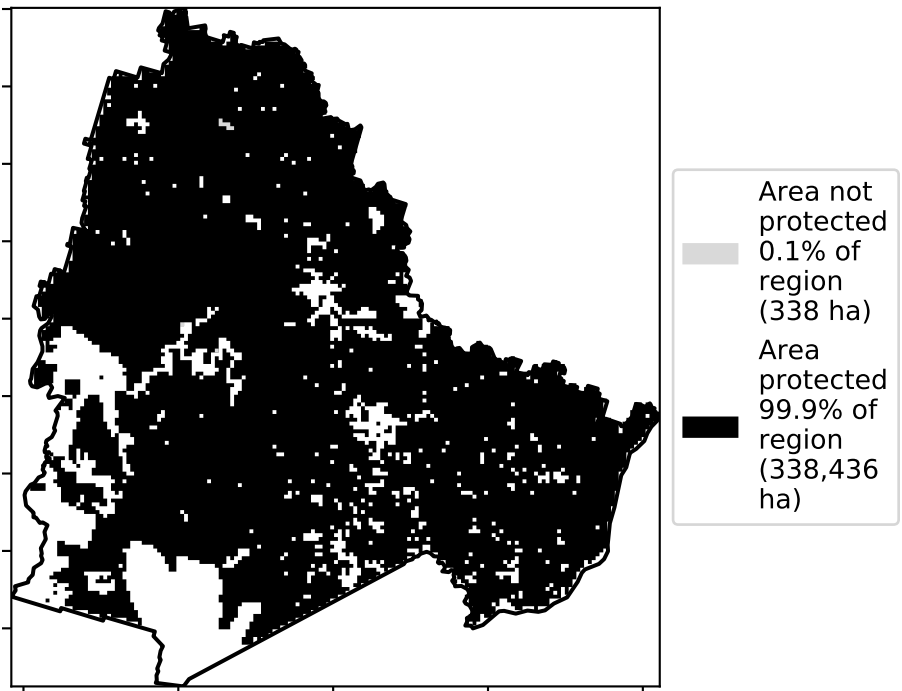 Area not
protected
0.1% of
region
(338 ha)
Area
protected
99.9% of
region
(338,436
ha)